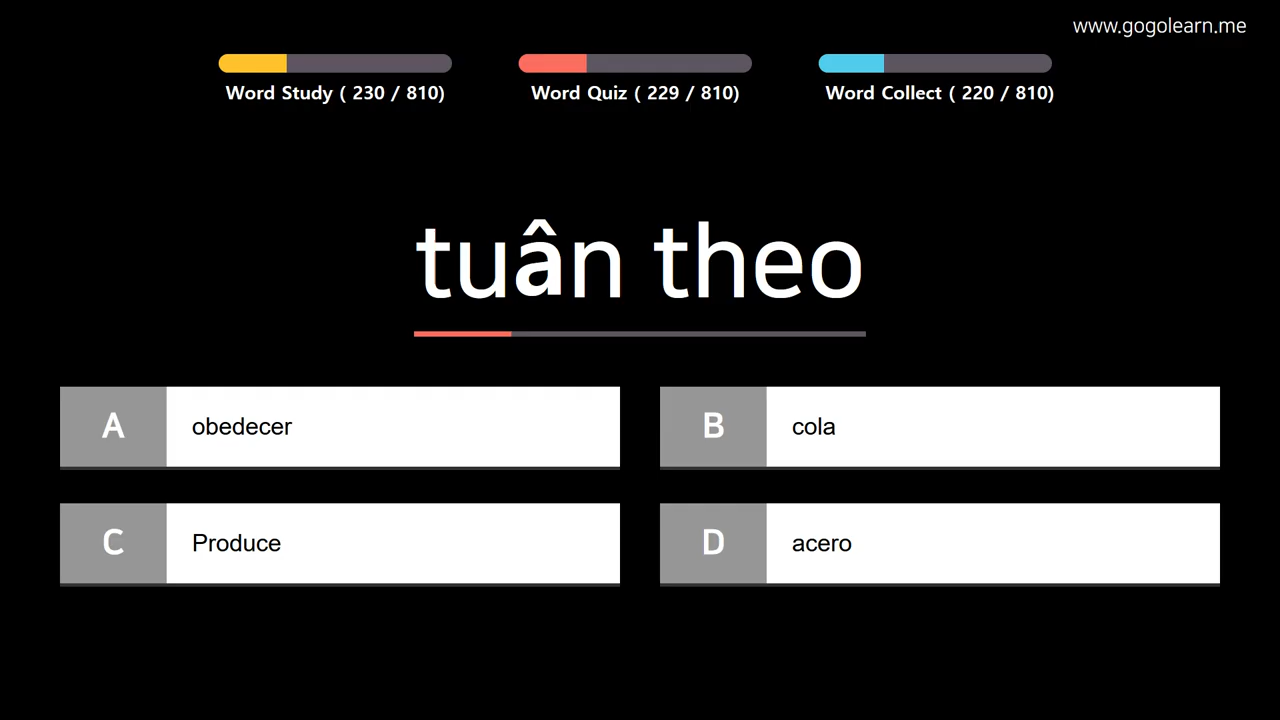 www.gogolearn.me
Word Study ( 230 / 810)
Word Quiz ( 229 / 810)
Word Collect ( 220 / 810)
tuân theo
A obedecer
B cola
C Produce
D acero